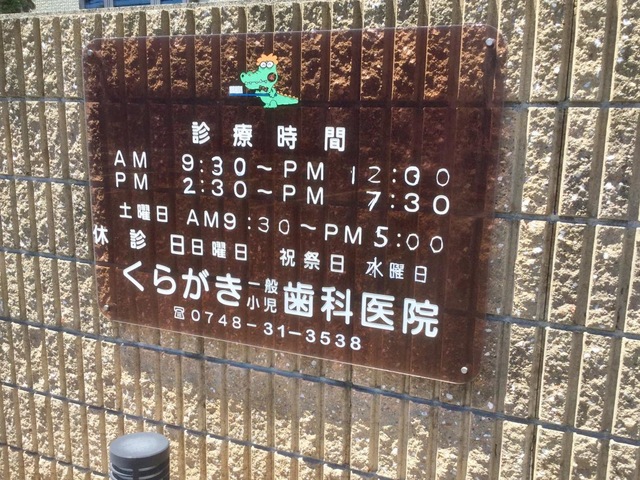 診療時間
AM 9:30～PM 12:00
PM 2:30～PM 7:30
土曜日 AM9:30～PM5:00
休診日 日曜日 祝祭日 水曜日
くらがき一般小児歯科医院
☎0748-31-3538